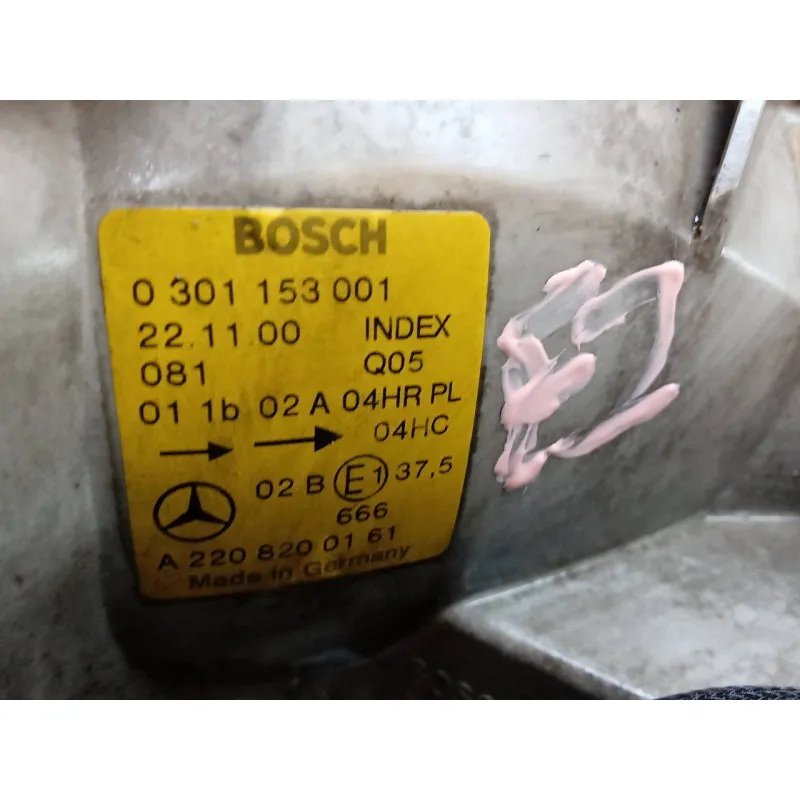 BOSCH
0 301 153 001
22.11.00 INDEX
081 Q05
01 1b 02 A 04HR PL
04HC
02 B E1 37,5
666
A 220 820 01 61
Made in Germany